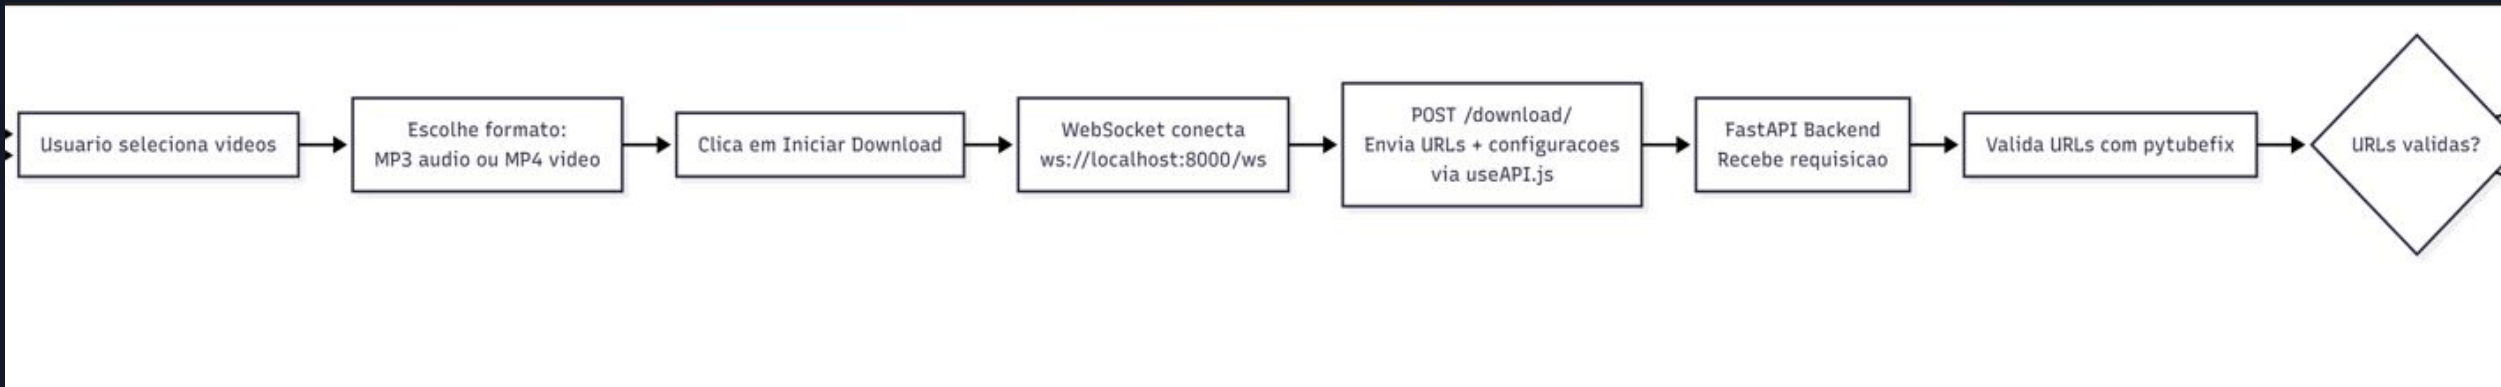 Usuario seleciona videos
Escolhe formato:
MP3 audio ou MP4 video
Clica em Iniciar Download
WebSocket conecta
ws://localhost:8000/ws
POST /download/
Envia URLs + configuracoes
via useAPI.js
FastAPI Backend
Recebe requisicao
Valida URLs com pytubefix
URLs validas?